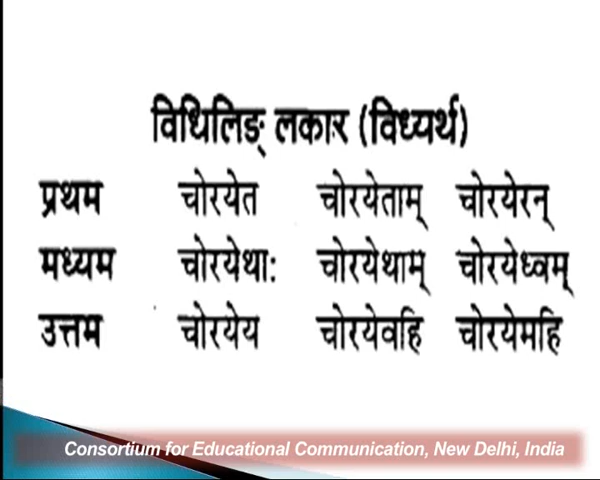 विधिलिङ् लकार (विध्यर्थ)
प्रथम चोरयेत चोरयेताम् चोरयेरन्
मध्यम चोरयेथाः चोरयेथाम् चोरयेध्वम्
उत्तम चोरयेय चोरयेवहि चोरयेमहि
Consortium for Educational Communication, New Delhi, India